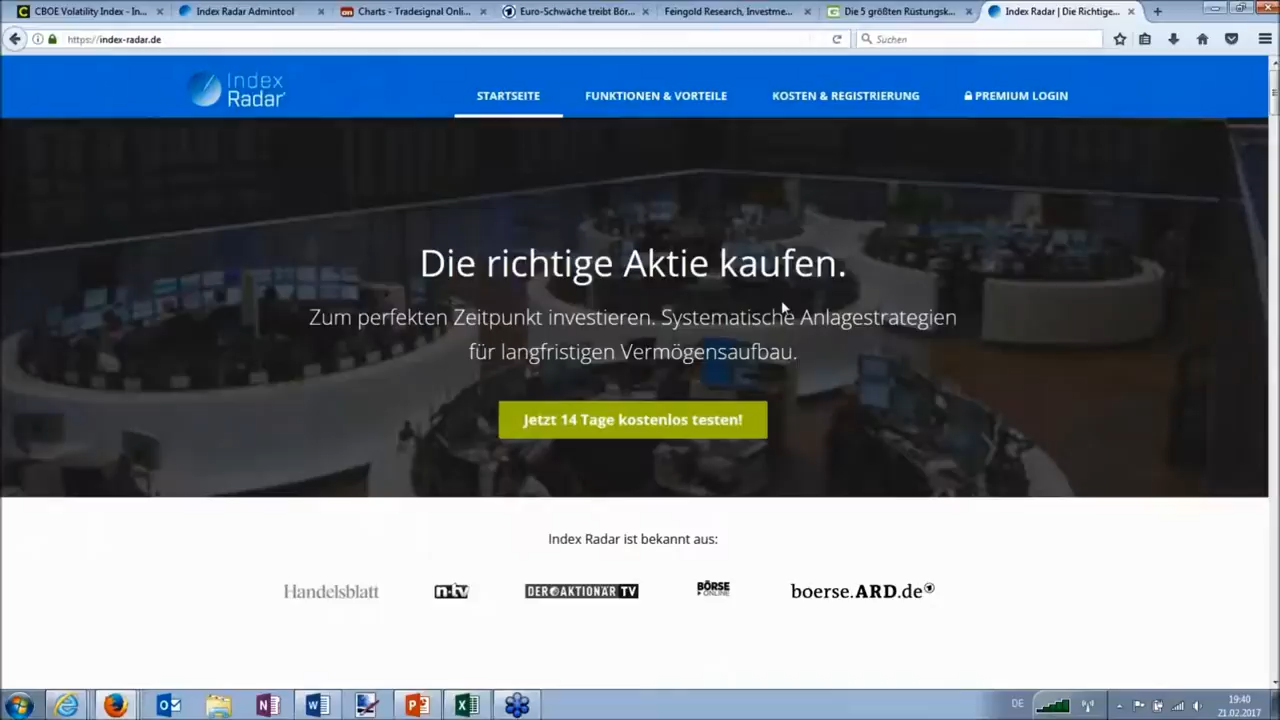 CBOE Volatility Index - In...
Index Radar Admintool
Charts - Tradesignal Onli...
Euro-Schwäche treibt Bör...
Feingold Research, Investme...
Die 5 größten Rüstungsk...
Index Radar | Die Richtige...
https://index-radar.de
Suchen
Index
Radar
STARTSEITE
FUNKTIONEN & VORTEILE
KOSTEN & REGISTRIERUNG
PREMIUM LOGIN
Die richtige Aktie kaufen.
Zum perfekten Zeitpunkt investieren. Systematische Anlagestrategien
für langfristigen Vermögensaufbau.
Jetzt 14 Tage kostenlos testen!
Index Radar ist bekannt aus:
Handelsblatt
n-tv
DER AKTIONÄR TV
BÖRSE
ONLINE
boerse.ARD.de
DE
19:40
21.02.2017